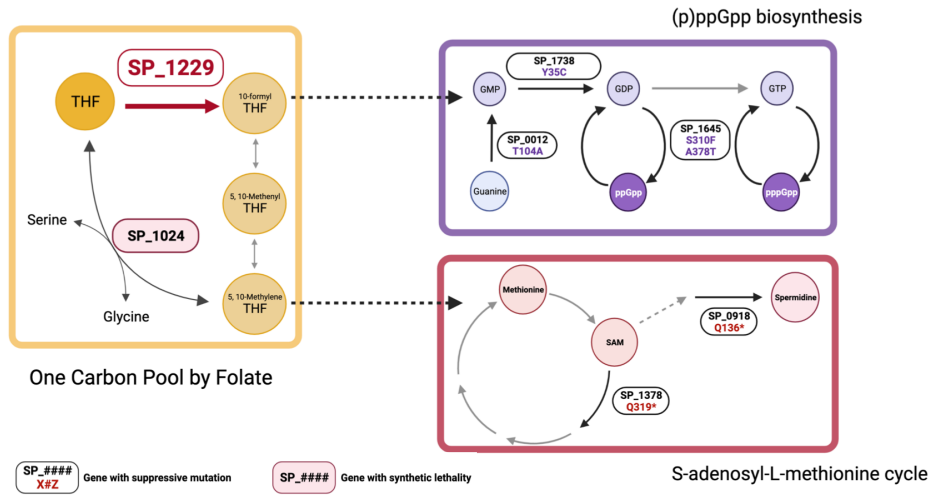 (p)ppGpp biosynthesis
SP_1229
THF
10-formyl
THF
5, 10-Methenyl
THF
5, 10-Methylene
THF
Serine
SP_1024
Glycine
One Carbon Pool by Folate
GMP
SP_1738
Y35C
GDP
GTP
SP_0012
T104A
SP_1645
S310F
A378T
Guanine
ppGpp
pppGpp
Methionine
SAM
SP_0918
Q136*
Spermidine
SP_1378
Q319*
S-adenosyl-L-methionine cycle
SP_####
X#Z
Gene with suppressive mutation
SP_####
Gene with synthetic lethality